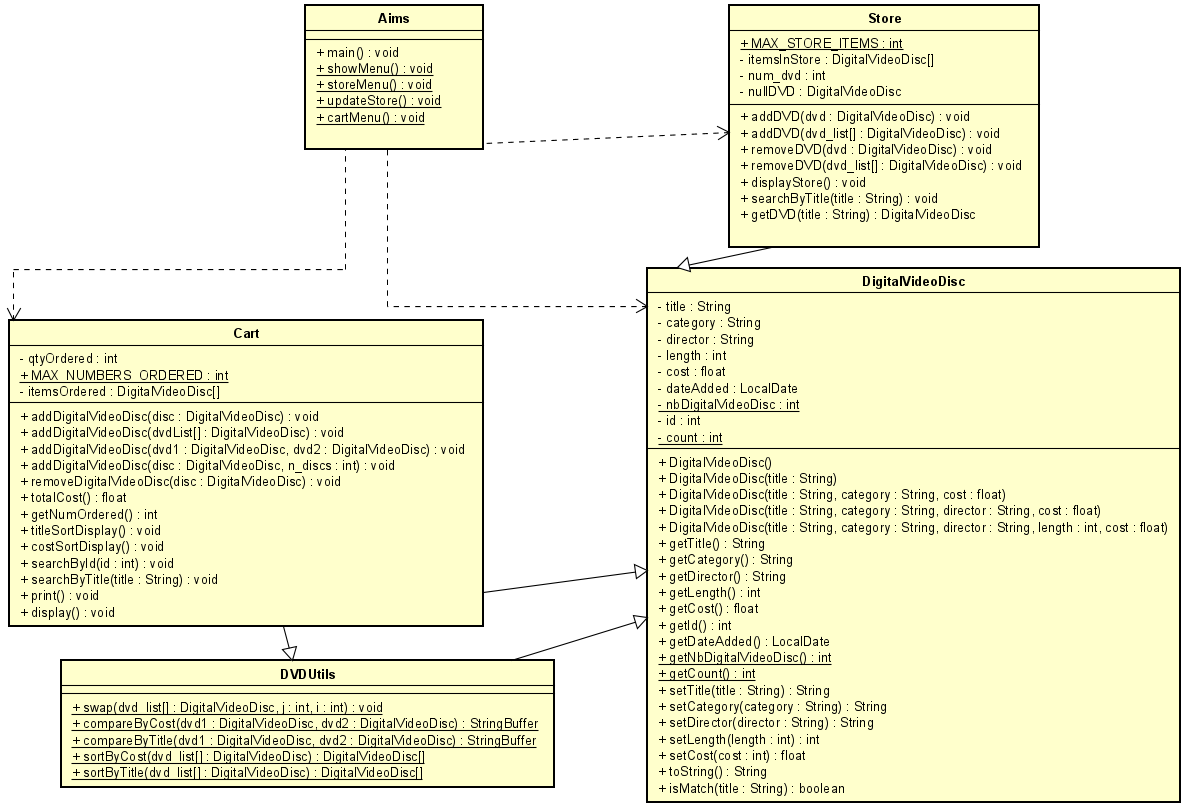 Aims
+ main() : void
+ showMenu() : void
+ storeMenu() : void
+ updateStore() : void
+ cartMenu() : void
Store
+ MAX_STORE_ITEMS : int
- itemsInStore : DigitalVideoDisc[]
- num_dvd : int
- nullDVD : DigitalVideoDisc
+ addDVD(dvd : DigitalVideoDisc) : void
+ addDVD(dvd_list[] : DigitalVideoDisc) : void
+ removeDVD(dvd : DigitalVideoDisc) : void
+ removeDVD(dvd_list[] : DigitalVideoDisc) : void
+ displayStore() : void
+ searchByTitle(title : String) : void
+ getDVD(title : String) : DigitalVideoDisc
Cart
- qtyOrdered : int
+ MAX_NUMBERS_ORDERED : int
- itemsOrdered : DigitalVideoDisc[]
+ addDigitalVideoDisc(disc : DigitalVideoDisc) : void
+ addDigitalVideoDisc(dvdList[] : DigitalVideoDisc) : void
+ addDigitalVideoDisc(dvd1 : DigitalVideoDisc, dvd2 : DigitalVideoDisc) : void
+ addDigitalVideoDisc(disc : DigitalVideoDisc, n_discs : int) : void
+ removeDigitalVideoDisc(disc : DigitalVideoDisc) : void
+ totalCost() : float
+ getNumOrdered() : int
+ titleSortDisplay() : void
+ costSortDisplay() : void
+ searchById(id : int) : void
+ searchByTitle(title : String) : void
+ print() : void
+ display() : void
DigitalVideoDisc
- title : String
- category : String
- director : String
- length : int
- cost : float
- dateAdded : LocalDate
- nbDigitalVideoDisc : int
- id : int
- count : int
+ DigitalVideoDisc()
+ DigitalVideoDisc(title : String)
+ DigitalVideoDisc(title : String, category : String, cost : float)
+ DigitalVideoDisc(title : String, category : String, director : String, cost : float)
+ DigitalVideoDisc(title : String, category : String, director : String, length : int, cost : float)
+ getTitle() : String
+ getCategory() : String
+ getDirector() : String
+ getLength() : int
+ getCost() : float
+ getId() : int
+ getDateAdded() : LocalDate
+ getNbDigitalVideoDisc() : int
+ getCount() : int
+ setTitle(title : String) : String
+ setCategory(category : String) : String
+ setDirector(director : String) : String
+ setLength(length : int) : int
+ setCost(cost : int) : float
+ toString() : String
+ isMatch(title : String) : boolean
DVDUtils
+ swap(dvd_list[] : DigitalVideoDisc, j : int, i : int) : void
+ compareByCost(dvd1 : DigitalVideoDisc, dvd2 : DigitalVideoDisc) : StringBuffer
+ compareByTitle(dvd1 : DigitalVideoDisc, dvd2 : DigitalVideoDisc) : StringBuffer
+ sortByCost(dvd_list[] : DigitalVideoDisc) : DigitalVideoDisc[]
+ sortByTitle(dvd_list[] : DigitalVideoDisc) : DigitalVideoDisc[]